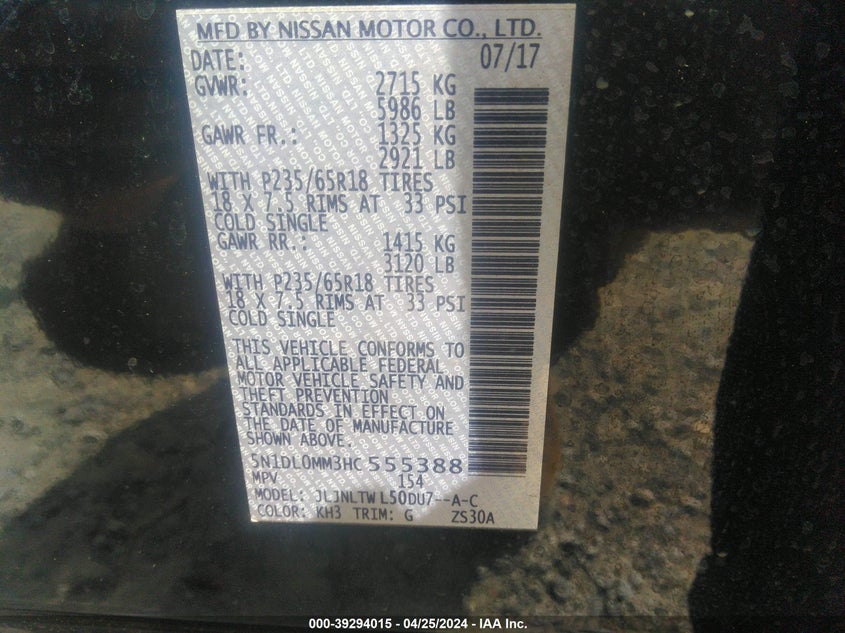 MFD BY NISSAN MOTOR CO., LTD.
DATE: 07/17
GVWR: 2715 KG
5986 LB
GAWR FR.: 1325 KG
2921 LB
WITH P235/65R18 TIRES
18 X 7.5 RIMS AT 33 PSI
COLD SINGLE
GAWR RR.: 1415 KG
3120 LB
WITH P235/65R18 TIRES
18 X 7.5 RIMS AT 33 PSI
COLD SINGLE
THIS VEHICLE CONFORMS TO
ALL APPLICABLE FEDERAL
MOTOR VEHICLE SAFETY AND
THEFT PREVENTION
STANDARDS IN EFFECT ON
THE DATE OF MANUFACTURE
SHOWN ABOVE.
5N1DL0MM3HC555388
MPV 154
MODEL: JLJNLTW L50DU7--A-C
COLOR: KH3 TRIM: G ZS30A
000-39294015 - 04/25/2024 - IAA Inc.